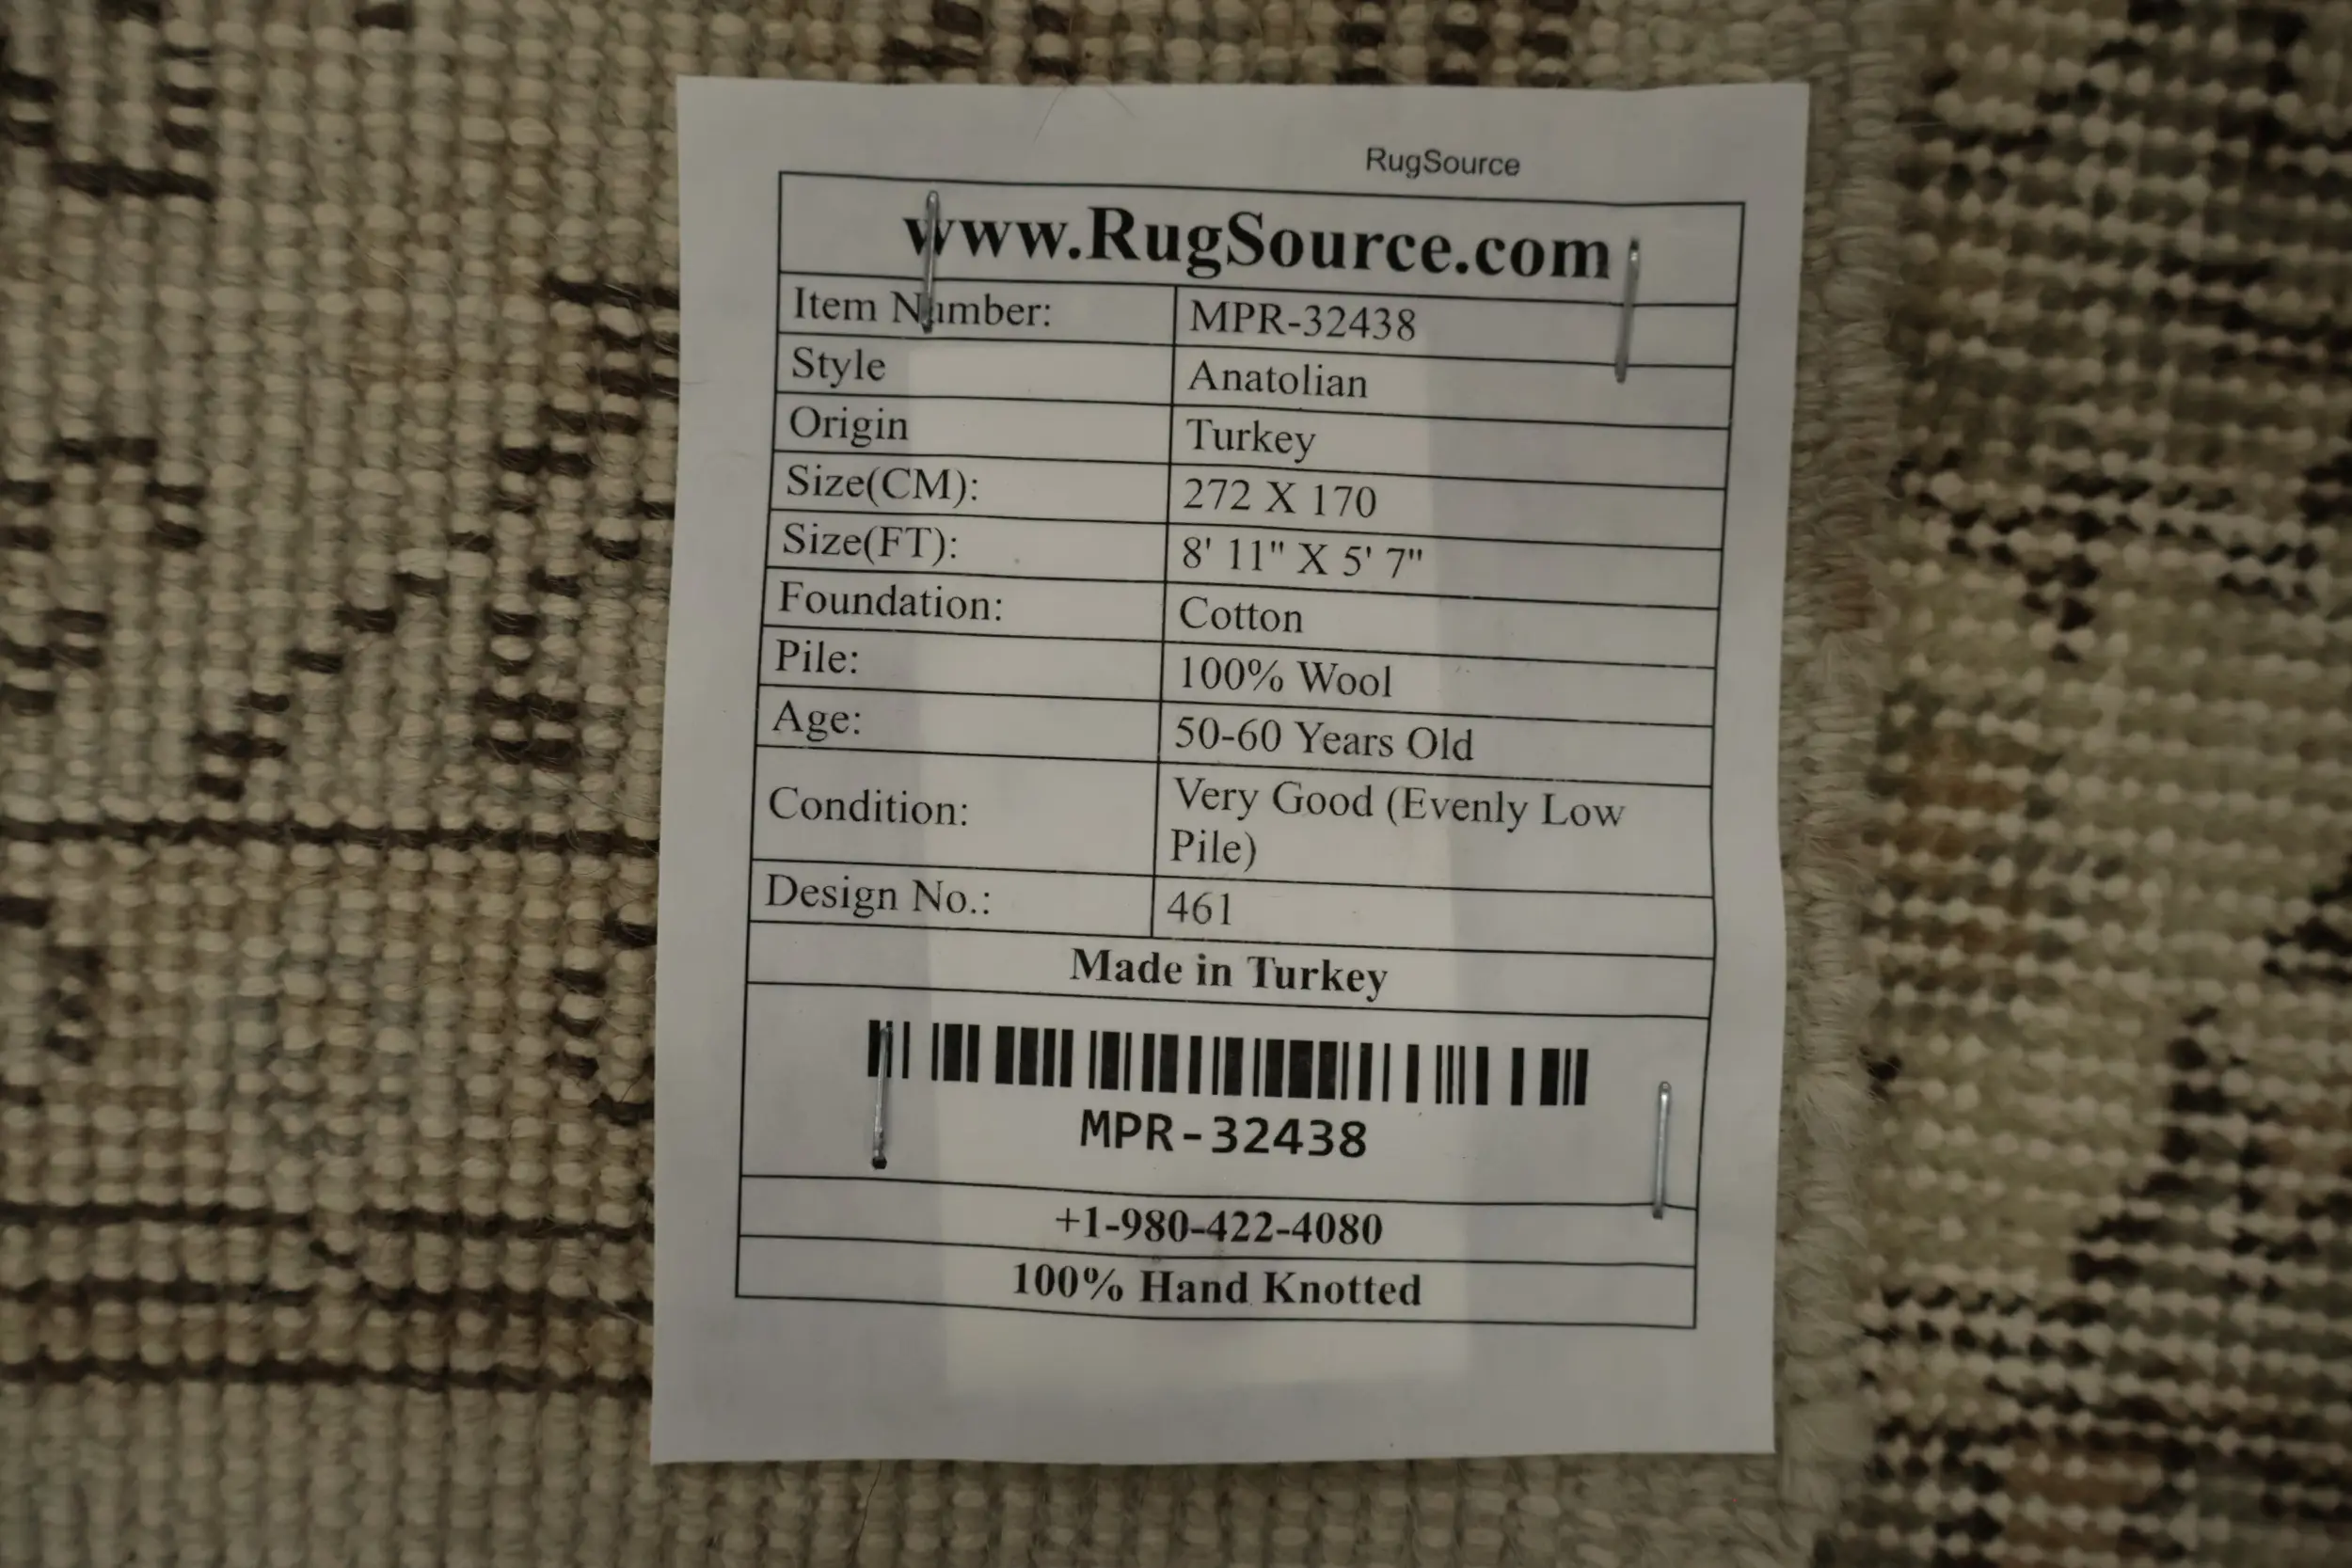 RugSource
www.RugSource.com
Item Number: MPR-32438
Style Anatolian
Origin Turkey
Size(CM): 272 X 170
Size(FT): 8' 11" X 5' 7"
Foundation: Cotton
Pile: 100% Wool
Age: 50-60 Years Old
Condition: Very Good (Evenly Low
Pile)
Design No.: 461
Made in Turkey
MPR-32438
+1-980-422-4080
100% Hand Knotted